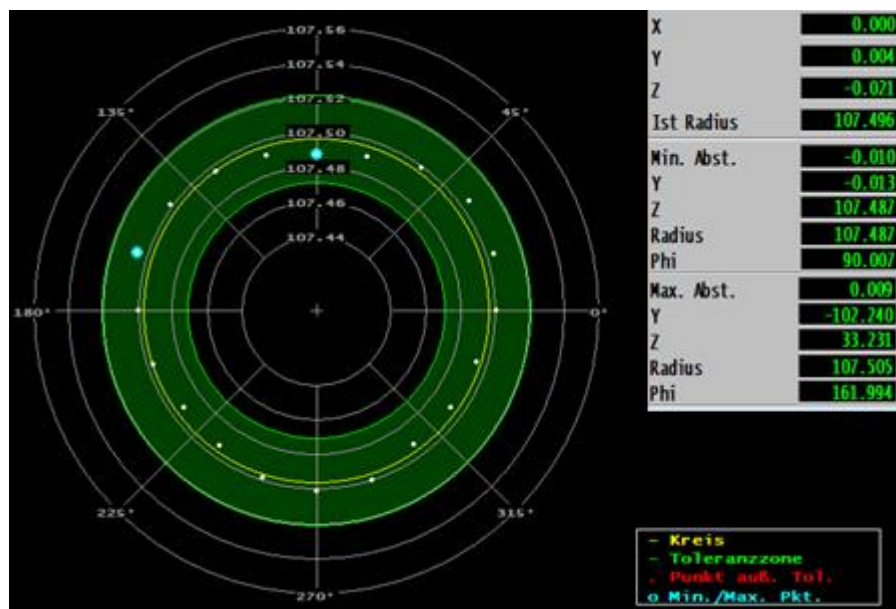 107.56
107.54
107.52
107.50
107.48
107.46
107.44
135°
45°
180°
0°
225°
315°
270°
X 0.000
Y 0.004
Z -0.021
Ist Radius 107.496
Min. Abst. -0.010
Y -0.013
Z 107.487
Radius 107.487
Phi 90.007
Max. Abst. 0.009
Y -102.240
Z 33.231
Radius 107.505
Phi 161.994
- Kreis
- Toleranzzone
. Punkt auß. Tol.
o Min./Max. Pkt.